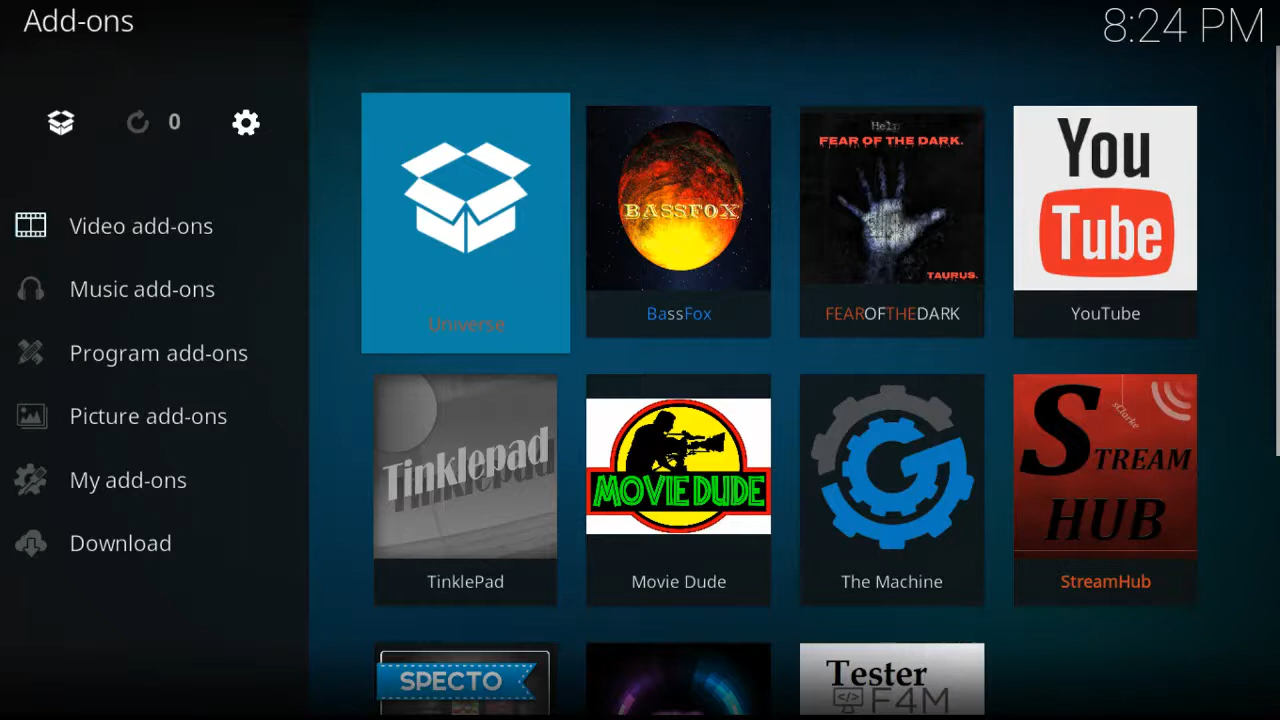 Add-ons
8:24 PM
0
Video add-ons
Music add-ons
Program add-ons
Picture add-ons
My add-ons
Download
Universe
BASSFOX
BassFox
Help
FEAR OF THE DARK.
TAURUS.
FEAROFTHEDARK
You
Tube
YouTube
Tinklepad
TinklePad
MOVIE DUDE
Movie Dude
The Machine
sClarke
STREAM
HUB
StreamHub
SPECTO
Tester
F4M